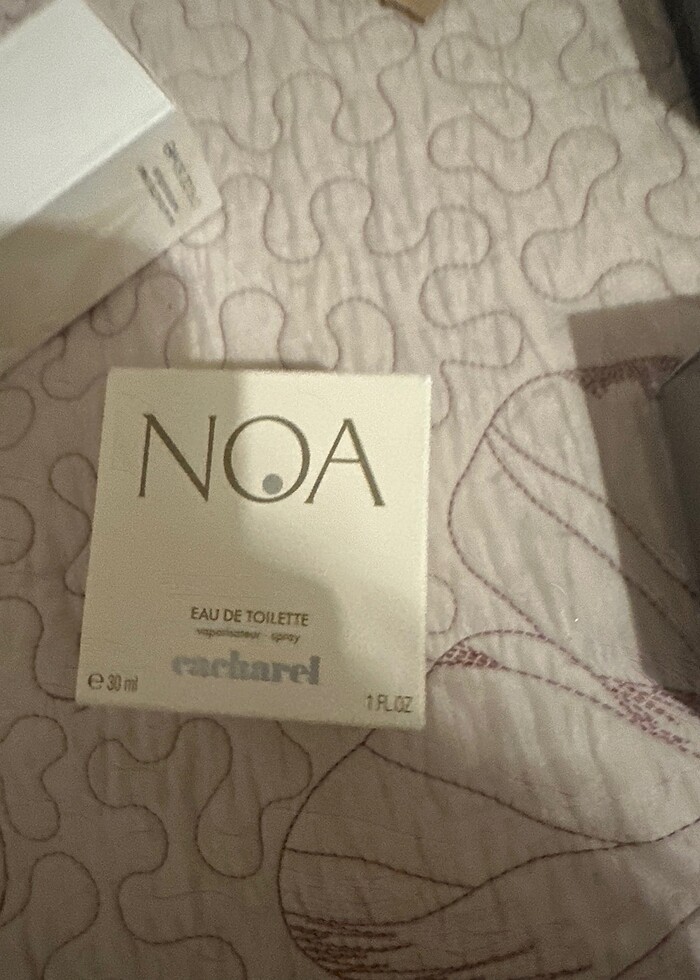 NOA
EAU DE TOILETTE
vaporisateur · spray
cacharel
℮ 30 ml
1 FL.OZ